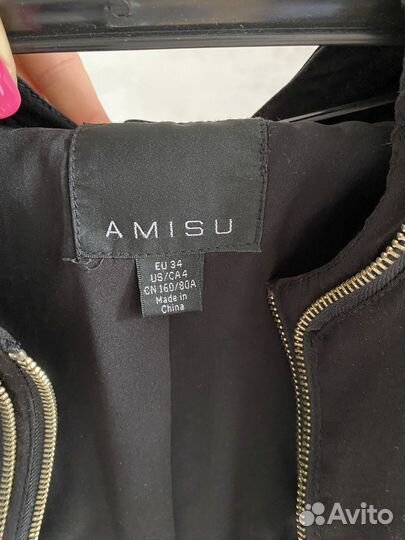 AMISU
EU 34
US/CA 4
CN 160/80A
Made in
China
Avito